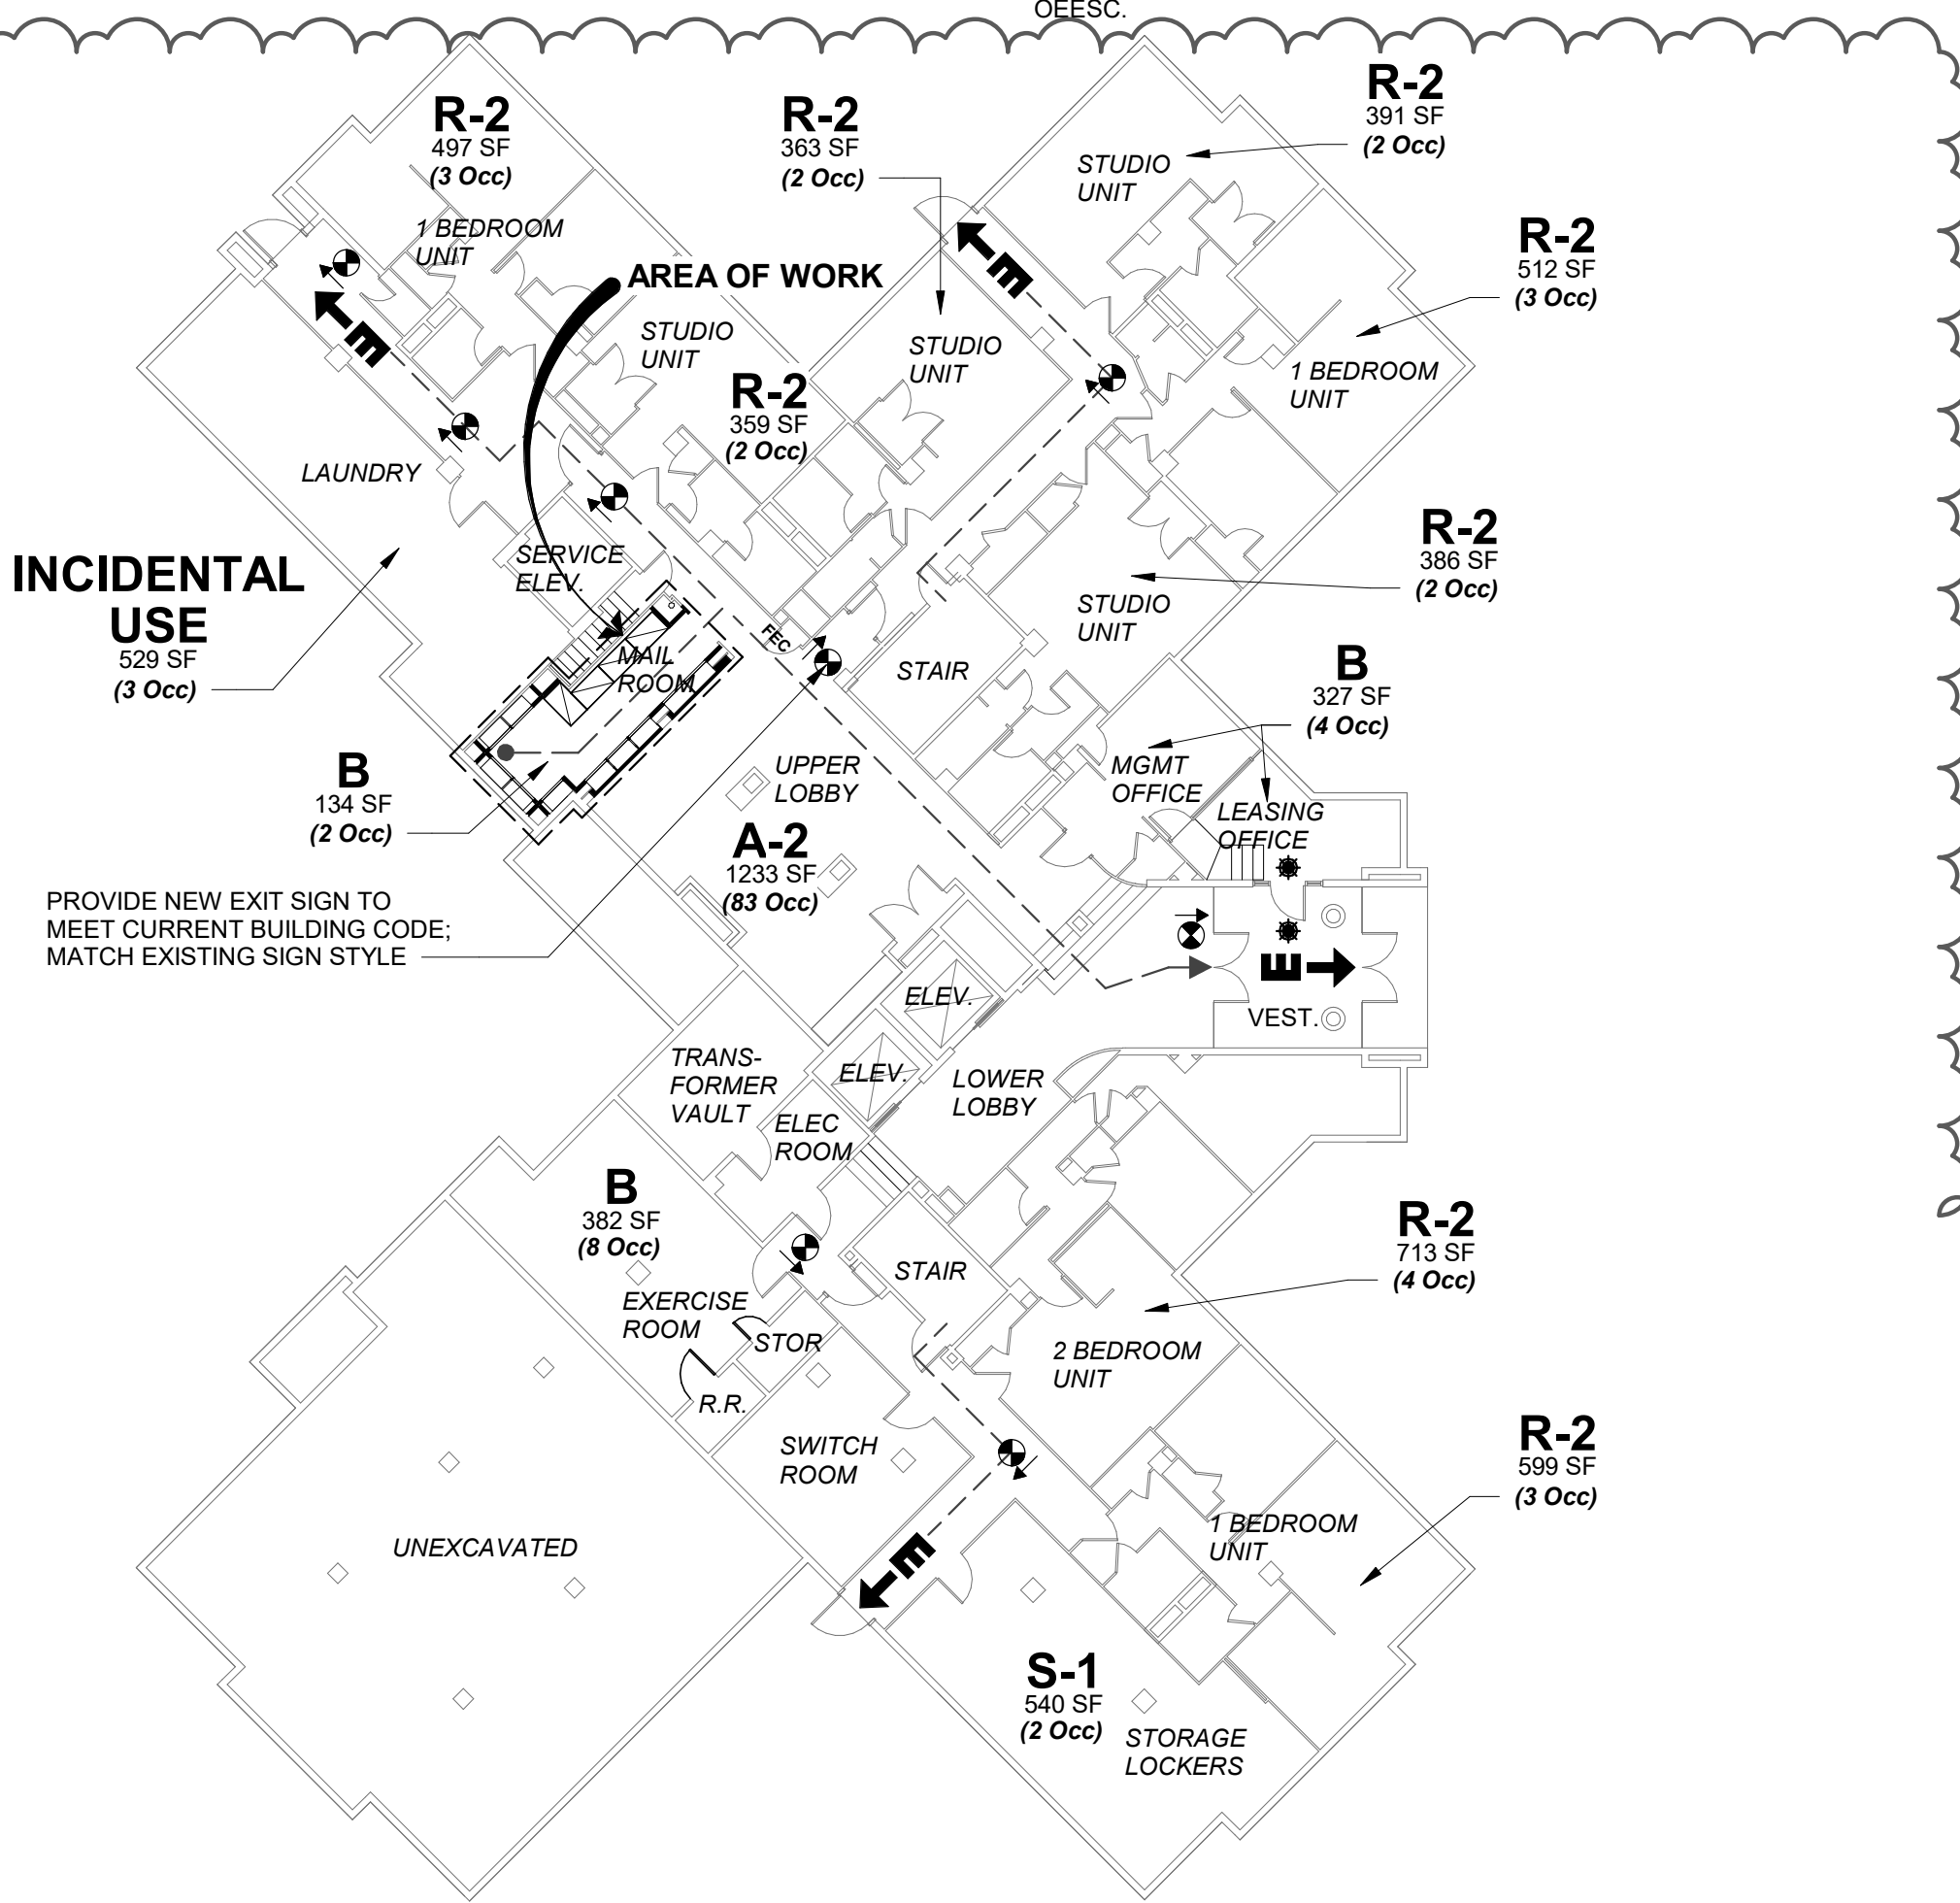 OEESC.
R-2
497 SF
(3 Occ)
1 BEDROOM
UNIT
R-2
363 SF
(2 Occ)
R-2
391 SF
(2 Occ)
STUDIO
UNIT
R-2
512 SF
(3 Occ)
1 BEDROOM
UNIT
AREA OF WORK
E
E
STUDIO
UNIT
STUDIO
UNIT
R-2
359 SF
(2 Occ)
LAUNDRY
INCIDENTAL
USE
529 SF
(3 Occ)
SERVICE
ELEV.
R-2
386 SF
(2 Occ)
STUDIO
UNIT
FEC
MAIL
ROOM
STAIR
B
327 SF
(4 Occ)
MGMT
OFFICE
LEASING
OFFICE
B
134 SF
(2 Occ)
UPPER
LOBBY
A-2
1233 SF
(83 Occ)
PROVIDE NEW EXIT SIGN TO
MEET CURRENT BUILDING CODE;
MATCH EXISTING SIGN STYLE
E
VEST.
ELEV.
ELEV.
TRANS-
FORMER
VAULT
LOWER
LOBBY
ELEC
ROOM
B
382 SF
(8 Occ)
EXERCISE
ROOM
STOR
R.R.
STAIR
R-2
713 SF
(4 Occ)
2 BEDROOM
UNIT
SWITCH
ROOM
R-2
599 SF
(3 Occ)
1 BEDROOM
UNIT
UNEXCAVATED
E
S-1
540 SF
(2 Occ)
STORAGE
LOCKERS